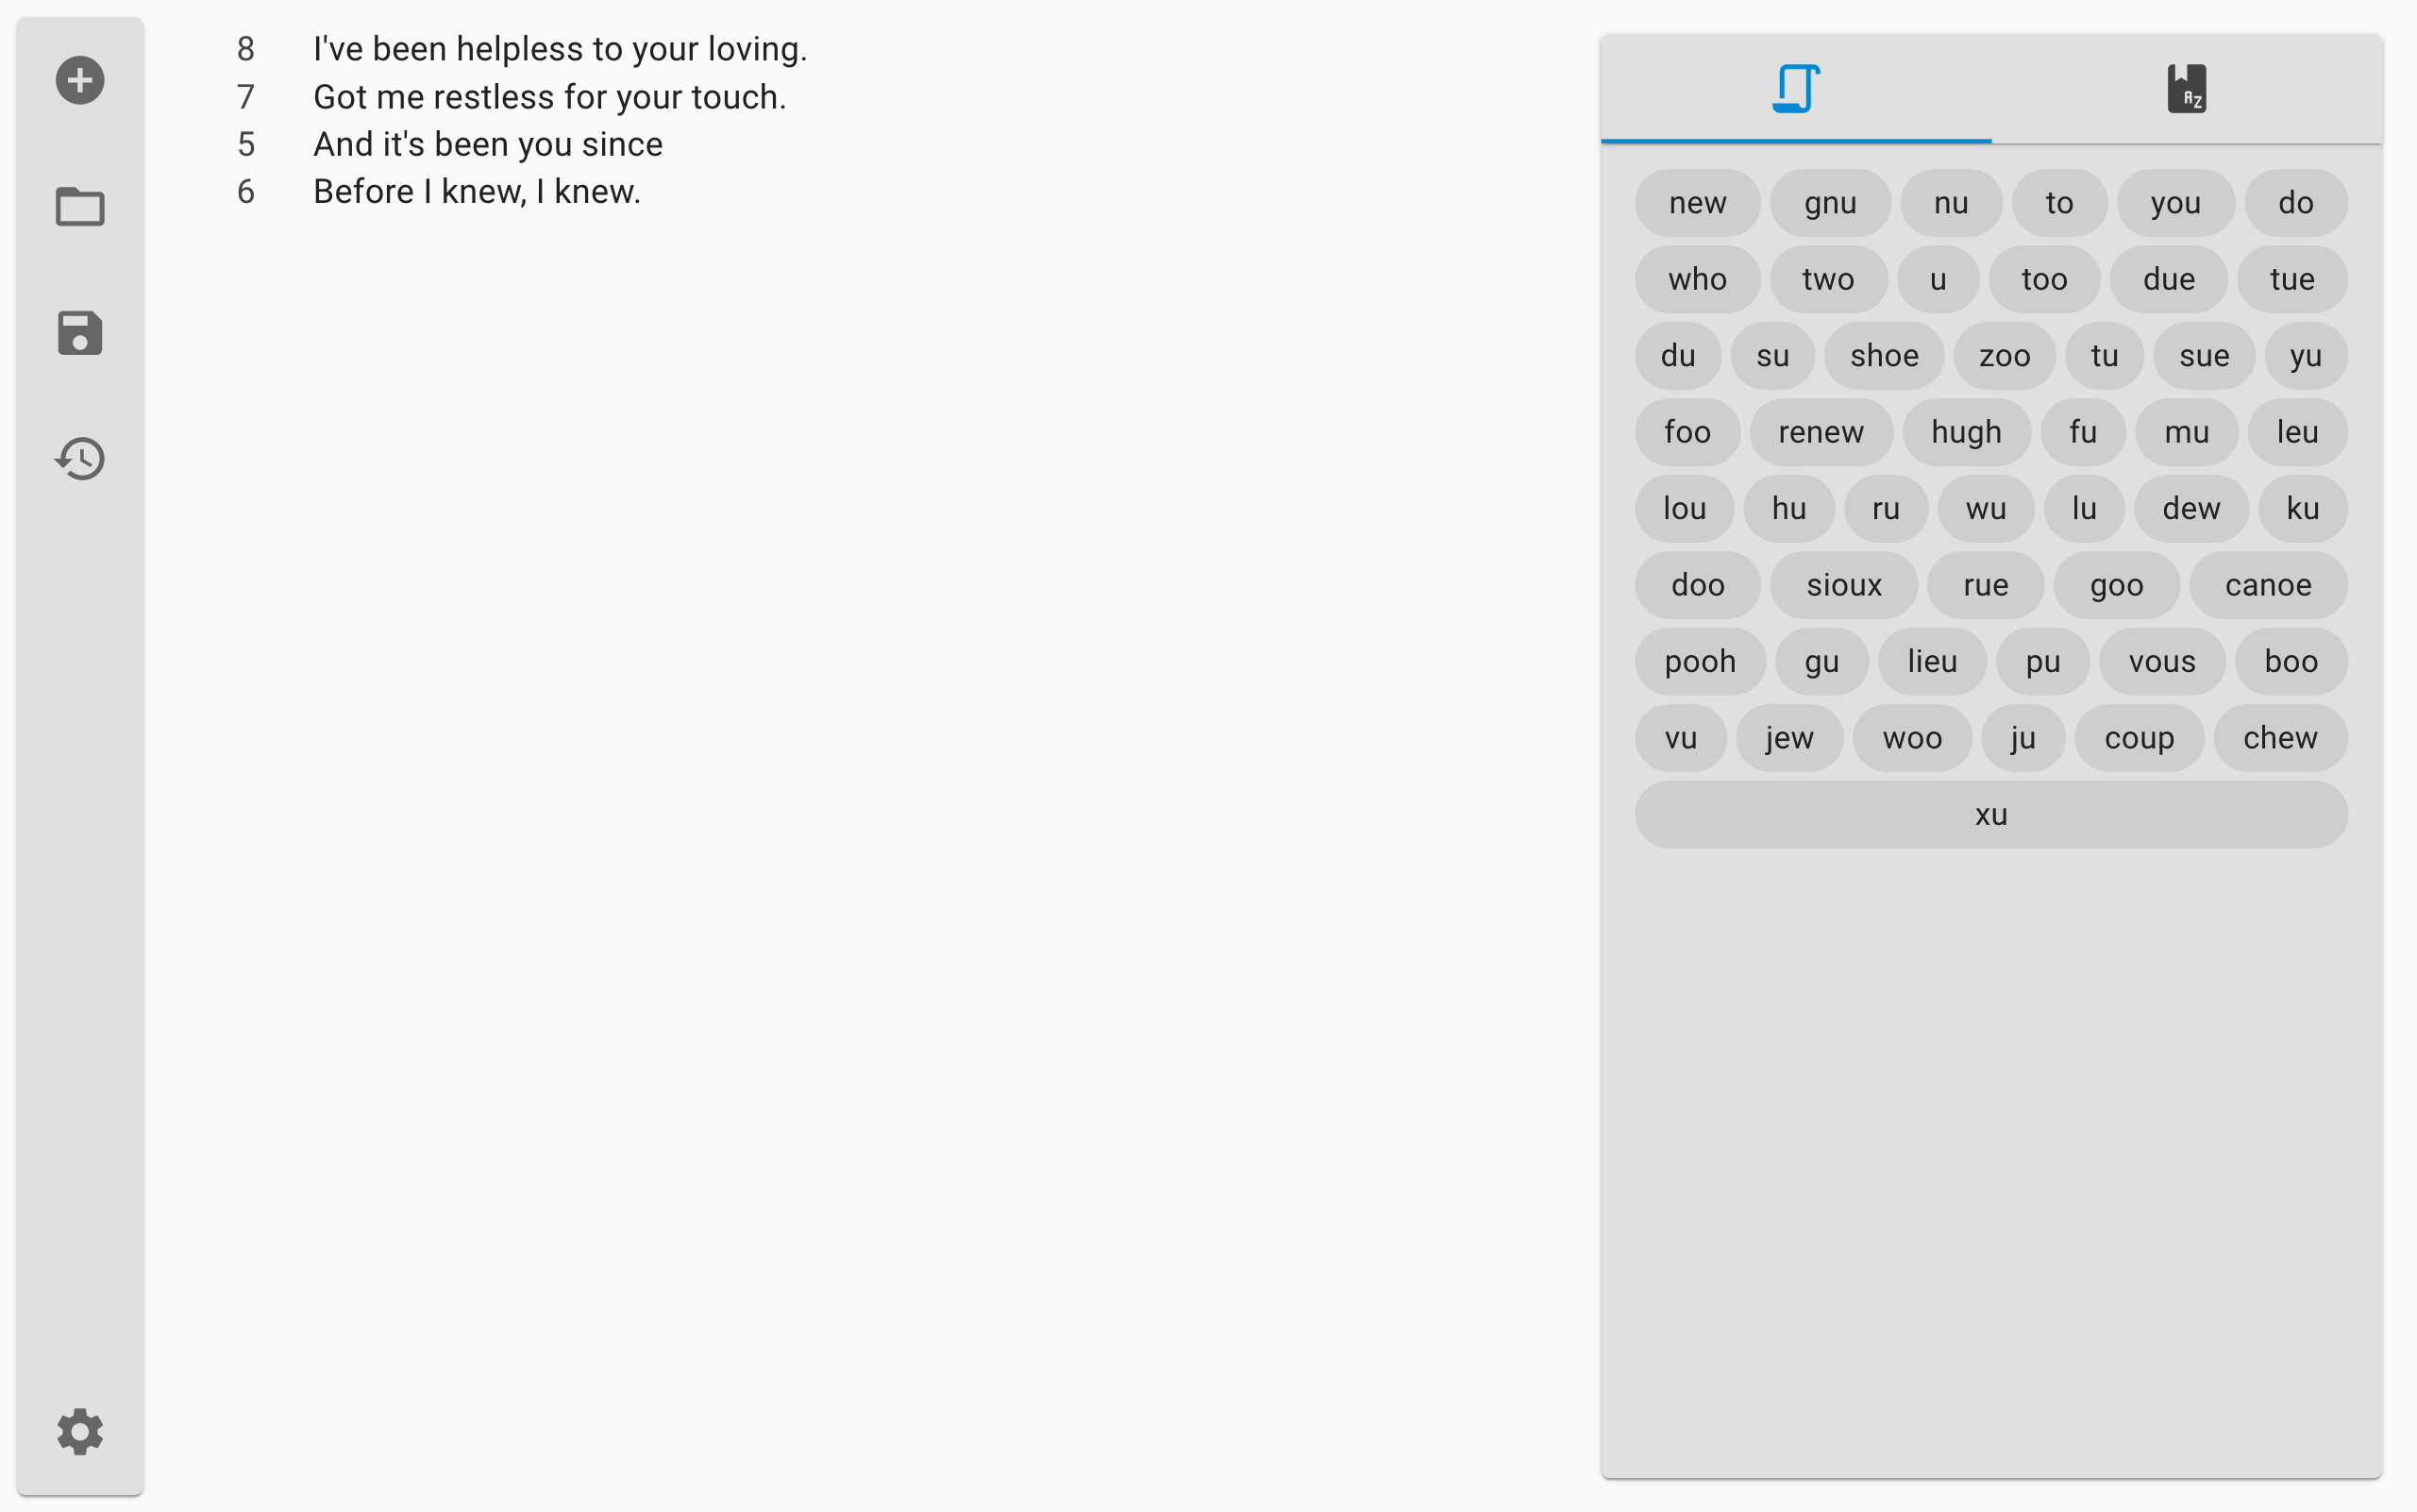 8 I've been helpless to your loving.
7 Got me restless for your touch.
5 And it's been you since
6 Before I knew, I knew.
AZ
new gnu nu to you do
who two u too due tue
du su shoe zoo tu sue yu
foo renew hugh fu mu leu
lou hu ru wu lu dew ku
doo sioux rue goo canoe
pooh gu lieu pu vous boo
vu jew woo ju coup chew
xu